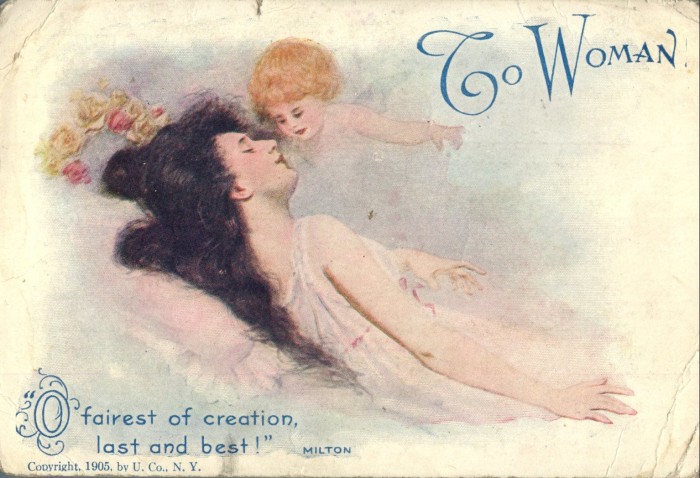 To Woman
"O fairest of creation,
last and best!" MILTON
Copyright, 1905, by U. Co., N. Y.